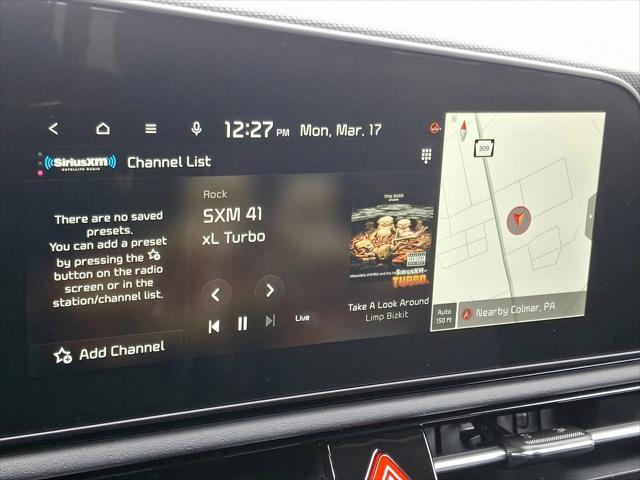 12:27 PM Mon, Mar. 17
SiriusXM
SATELLITE RADIO
Channel List
There are no saved
presets.
You can add a preset
by pressing the
button on the radio
screen or in the
station/channel list.
Add Channel
Rock
SXM 41
xL Turbo
Live
limp bizkit
SiriusXM
TURBO
Take A Look Around
Limp Bizkit
N
309
Auto
150 ft
Nearby Colmar, PA